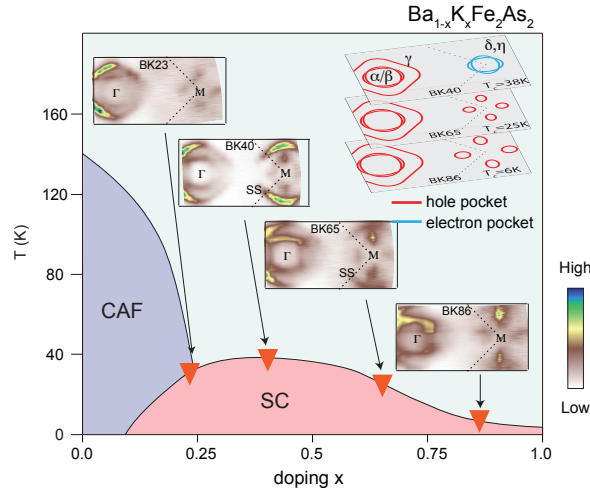 Ba1-xKxFe2As2
BK23
Γ
M
BK40
Γ
M
SS
BK65
Γ
M
SS
BK86
Γ
M
γ
α/β
δ,η
BK40
Tc=38K
BK65
Tc=25K
BK86
Tc=6K
hole pocket
electron pocket
High
Low
CAF
SC
T (K)
160
120
80
40
0
0.0
0.25
0.5
0.75
1.0
doping x